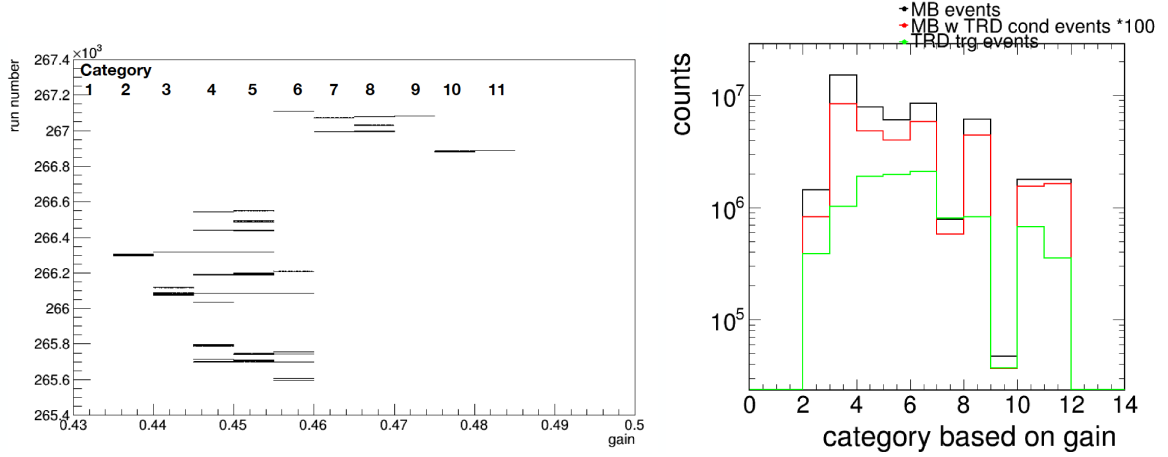 ×10³
267.4
267.2
267
266.8
266.6
266.4
266.2
266
265.8
265.6
265.4
run number
Category
1 2 3 4 5 6 7 8 9 10 11
0.43 0.44 0.45 0.46 0.47 0.48 0.49 0.5
gain
MB events
MB w TRD cond events *100
TRD trg events
counts
10⁷
10⁶
10⁵
0 2 4 6 8 10 12 14
category based on gain